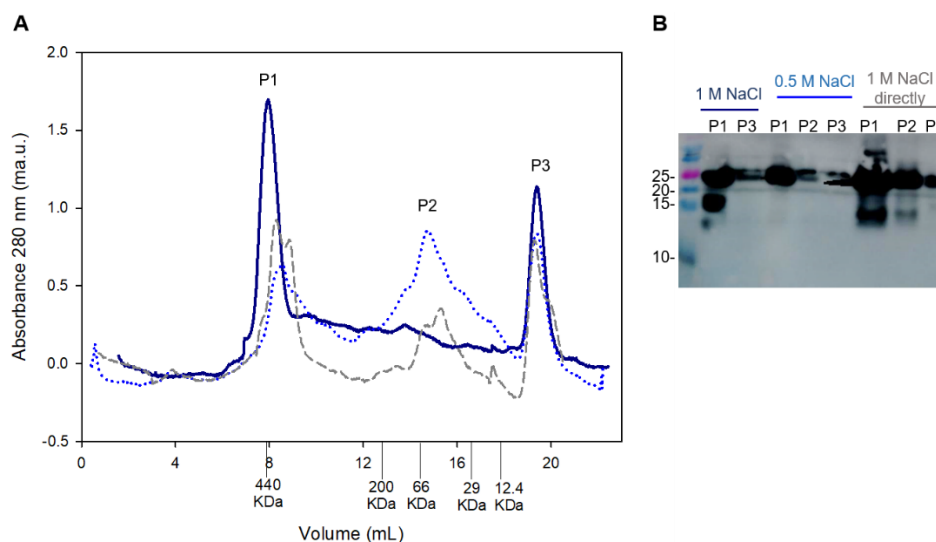 A
B
2.0
1.5
1.0
0.5
0.0
-0.5
Absorbance 280 nm (ma.u.)
P1
P2
P3
0 4 8 12 16 20
440 200 66 29 12.4
KDa KDa KDa KDa KDa
Volume (mL)
1 M NaCl
0.5 M NaCl
1 M NaCl
directly
P1 P3 P1 P2 P3 P1 P2
25-
20-
15-
10-